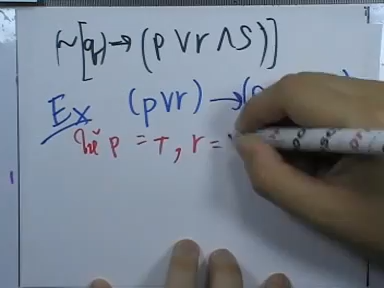 ~[q) → (p ∨ r ∧ s)]
Ex (p∨r) → (
ให้ p = T, r =